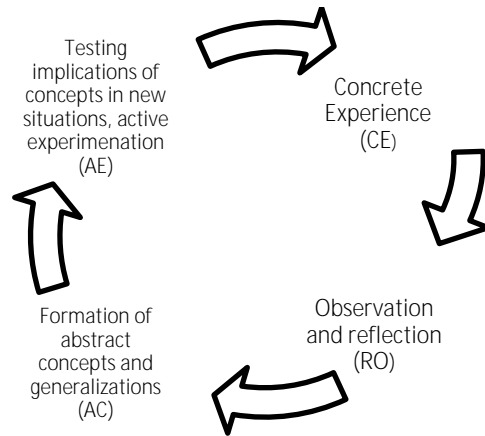 Testing
implications of
concepts in new
situations, active
experimenation
(AE)
Concrete
Experience
(CE)
Observation
and reflection
(RO)
Formation of
abstract
concepts and
generalizations
(AC)